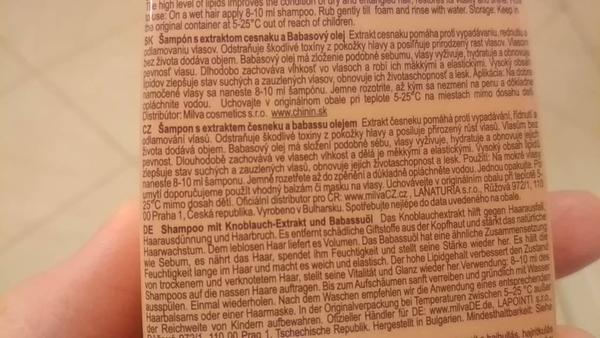 he high level of lipids improves the condition of dry and entangled hair, restores its vitality and shine. How
to use: On a wet hair apply 8-10 ml shampoo. Rub gently till foam and rinse with water. Storage: Keep in
the original container at 5-25°C out of reach of children.
SK Šampón s extraktom cesnaku a Babasový olej Extrakt cesnaku pomáha proti vypadávaniu, rednutiu a
odlamovaniu vlasov. Odstraňuje škodlivé toxíny z pokožky hlavy a posilňuje prirodzený rast vlasov. Vlasom
bez života dodáva objem. Babasový olej má zloženie podobné sebumu, vlasy vyživuje, hydratuje a obnovuje
pevnosť vlasu. Dlhodobo zachováva vlhkosť vo vlasoch a robí ich mäkkými a elastickými. Vysoký obsah
lipidov zlepšuje stav suchých a zauzlených vlasov, obnovuje ich životaschopnosť a lesk. Aplikácia: Na dobre
namočené vlasy sa nanesie 8-10 ml šampónu. Jemne rozotrite, až kým sa nezmení na penu a dôkladne
opláchnite vodou. Uchovajte v originálnom obale pri teplote 5-25°C na miestach mimo dosahu detí.
Distribútor: Milva cosmetics s.r.o. www.chinin.sk
CZ Šampon s extraktem česneku a babassu olejem Extrakt česneku pomáhá proti vypadávání, řídnutí a
odlamování vlasů. Odstraňuje škodlivé toxiny z pokožky hlavy a posiluje přirozený růst vlasů. Vlasům bez
života dodává objem. Babasový olej má složení podobné sébu, vlasy vyživuje, hydratuje a obnovuje jejich
pevnost. Dlouhodobě zachovává ve vlasech vlhkost a dělá je měkkými a elastickými. Vysoký obsah lipidů
zlepšuje stav suchých a zauzlených vlasů, obnovuje jejich životaschopnost a lesk. Použití: Na mokré vlasy
naneste 8-10 ml šampónu. Jemně rozetřete až do zpěnění a důkladně opláchněte vodou. Jednou opakujte. Po
umytí doporučujeme použít vhodný balzám či masku na vlasy. Uchovávejte v originálním obalu při teplotě 5-
25°C mimo dosah dětí. Oficiální distributor pro ČR: www.milvaCZ.cz, LANATURIA s.r.o., Růžová 972/1, 110
00 Praha 1, Česká republika. Vyrobeno v Bulharsku. Spotřebujte nejlépe do data uvedeného na obale.
DE Shampoo mit Knoblauch-Extrakt und Babassuöl Das Knoblauchextrakt hilft gegen Haarausfall,
Haarausdünnung und Haarbruch. Es entfernt schädliche Giftstoffe aus der Kopfhaut und stärkt das natürliche
Haarwachstum. Dem leblosen Haar liefert es Volumen. Das Babassuöl hat eine ähnliche Zusammensetzung
wie Sebum, es nährt das Haar, spendet ihm Feuchtigkeit und stellt seine Stärke wieder her. Es hält die
Feuchtigkeit lange im Haar und macht es weich und elastisch. Der hohe Lipidgehalt verbessert den Zustand
von trockenem und verknotetem Haar, stellt seine Vitalität und Glanz wieder her. Verwendung: 8-10 ml des
Shampoos auf die nassen Haare auftragen. Bis zum Aufschäumen sanft verreiben und gründlich mit Wasser
ausspülen. Einmal wiederholen. Nach dem Waschen empfehlen wir die Anwendung eines entsprechenden
Haarbalsams oder einer Haarmaske. In der Originalverpackung bei Temperaturen zwischen 5-25 °C außer
der Reichweite von Kindern aufbewahren. Offizieller Händler für DE: www.milvaDE.de, LAPOINTI s.r.o.,
972/1, 110 00 Prag 1, Tschechische Republik. Hergestellt in Bulgarien. Mindesthaltbarkeit: Siehe
hajhullás, hajritkulás